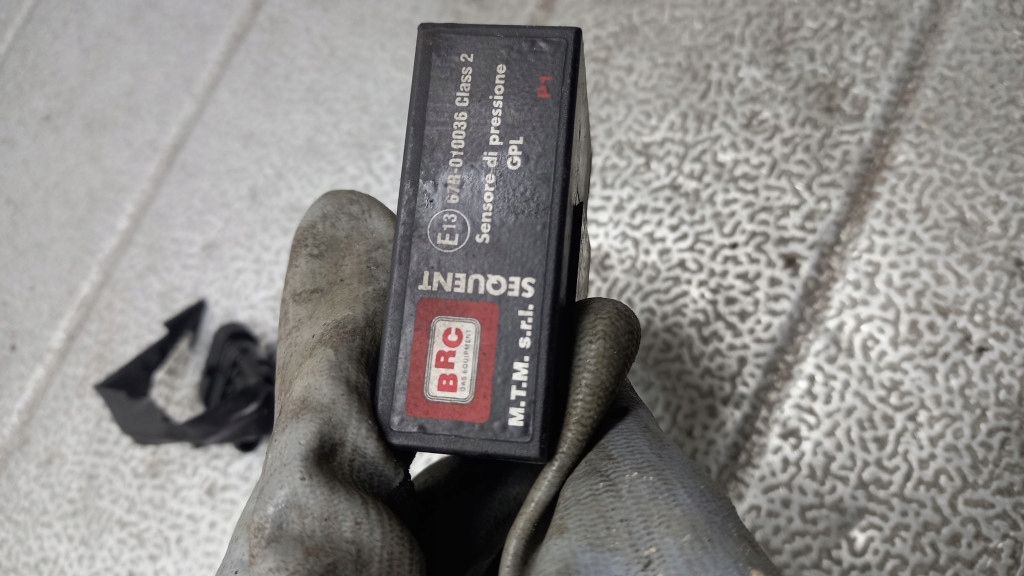 BRC
GAS EQUIPMENT
M.T.M. s.r.l.
SEQUENT
E13 67R-010036 Class 2
Sensore di pressione
GPL
P1